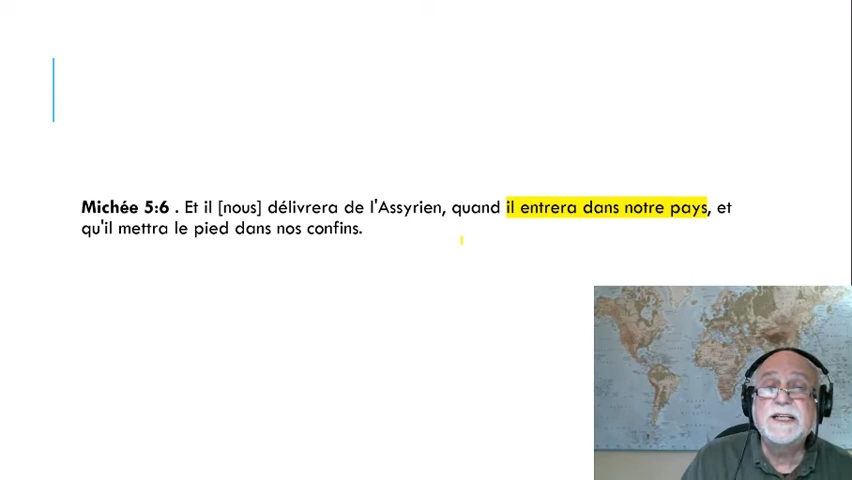 Michée 5:6 . Et il [nous] délivrera de l'Assyrien, quand il entrera dans notre pays, et
qu'il mettra le pied dans nos confins.